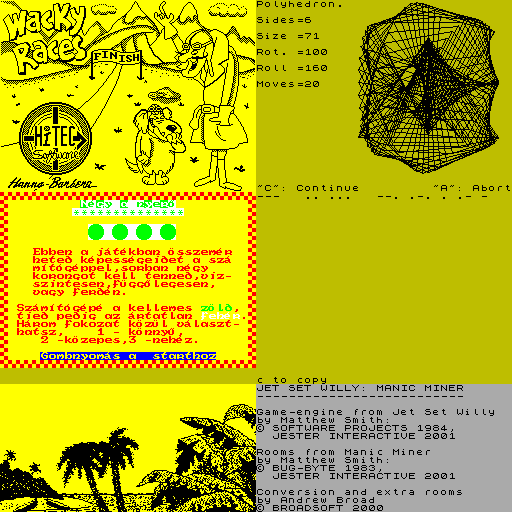 Wacky
Races
FINISH
HiTEC
Software
Hanna-Barbera
Polyhedron.
Sides=6
Size =71
Rot. =100
Roll =160
Moves=20
"C": Continue "A": Abort
Ebben a játékban összemér
heted képességeidet a szá
mítógéppel,sorban négy
korongot kell tenned,víz-
szintesen,függőlegesen,
vagy ferdén.
Számítógépé a kellemes zöld,
tied pedig az ártatlan fehér.
Három fokozat közül választ-
hatsz, 1 - könnyű,
2 -közepes,3 -nehéz.
Gombnyomás a starthoz
c to copy
JET SET WILLY: MANIC MINER
Game-engine from Jet Set Willy
by Matthew Smith:
© SOFTWARE PROJECTS 1984,
JESTER INTERACTIVE 2001
Rooms from Manic Miner
by Matthew Smith:
© BUG-BYTE 1983,
JESTER INTERACTIVE 2001
Conversion and extra rooms
by Andrew Broad
© BROADSOFT 2000